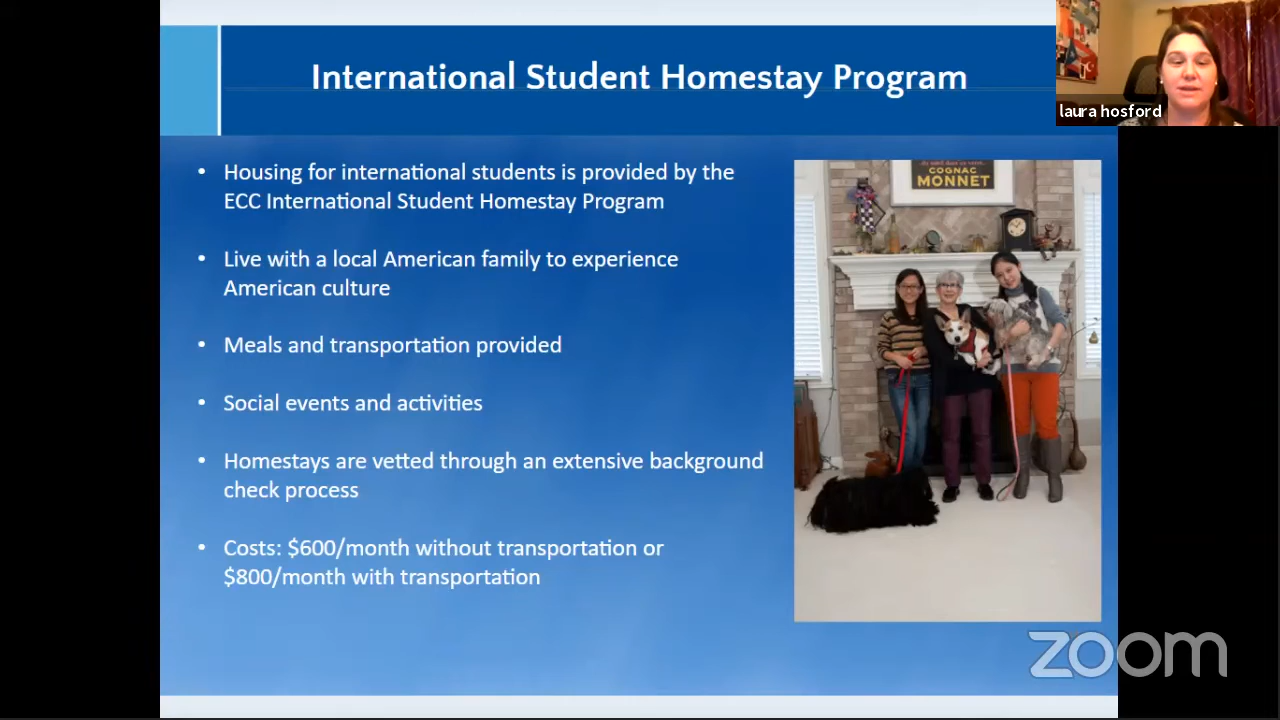 International Student Homestay Program
laura hosford
• Housing for international students is provided by the
ECC International Student Homestay Program
• Live with a local American family to experience
American culture
• Meals and transportation provided
• Social events and activities
• Homestays are vetted through an extensive background
check process
• Costs: $600/month without transportation or
$800/month with transportation
COGNAC
MONNET
zoom